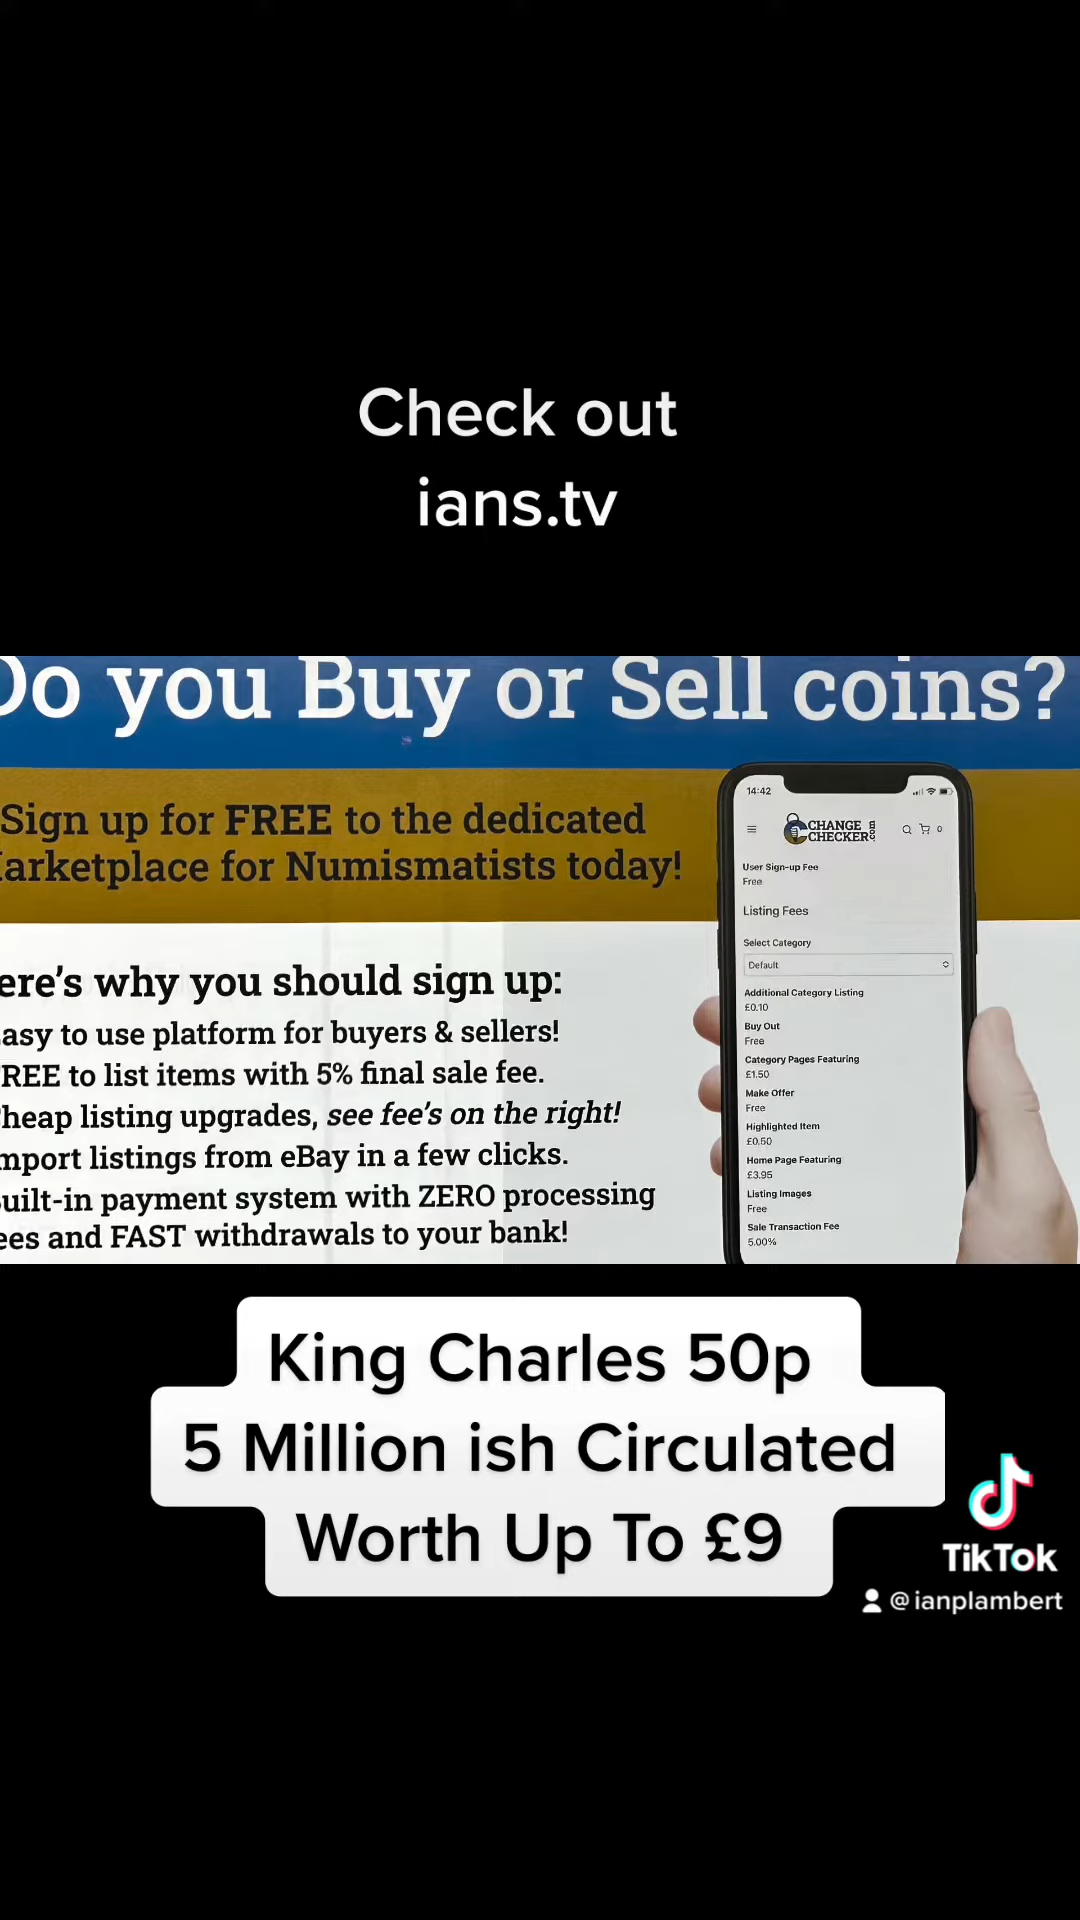 Check out
ians.tv
Do you Buy or Sell coins?
Sign up for FREE to the dedicated
arketplace for Numismatists today!
ere's why you should sign up:
asy to use platform for buyers & sellers!
REE to list items with 5% final sale fee.
heap listing upgrades, see fee's on the right!
mport listings from eBay in a few clicks.
uilt-in payment system with ZERO processing
ees and FAST withdrawals to your bank!
14:42
CHANGE
CHECKER
.com
0
User Sign-up Fee
Free
Listing Fees
Select Category
Default
Additional Category Listing
£0.10
Buy Out
Free
Category Pages Featuring
£1.50
Make Offer
Free
Highlighted Item
£0.50
Home Page Featuring
£3.95
Listing Images
Free
Sale Transaction Fee
5.00%
King Charles 50p
5 Million ish Circulated
Worth Up To £9
TikTok
@ianplambert